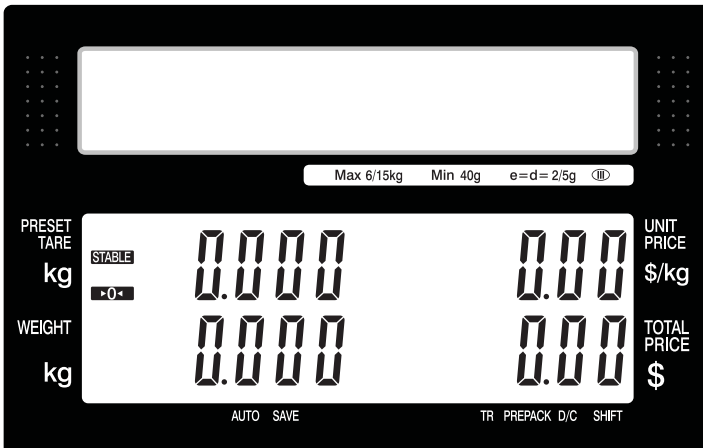 Max 6/15kg Min 40g e=d= 2/5g III
PRESET TARE kg STABLE 0.000 0.00 UNIT PRICE $/kg
►0◄
WEIGHT kg 0.000 0.00 TOTAL PRICE $
AUTO SAVE TR PREPACK D/C SHIFT